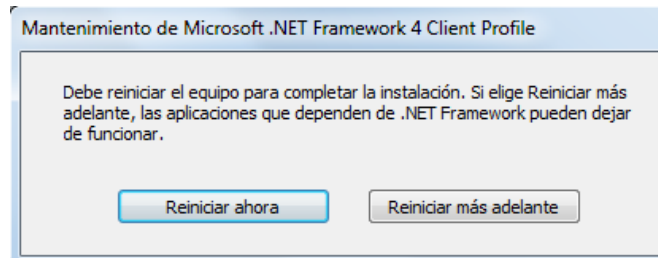 Mantenimiento de Microsoft .NET Framework 4 Client Profile
Debe reiniciar el equipo para completar la instalación. Si elige Reiniciar más
adelante, las aplicaciones que dependen de .NET Framework pueden dejar
de funcionar.
Reiniciar ahora
Reiniciar más adelante